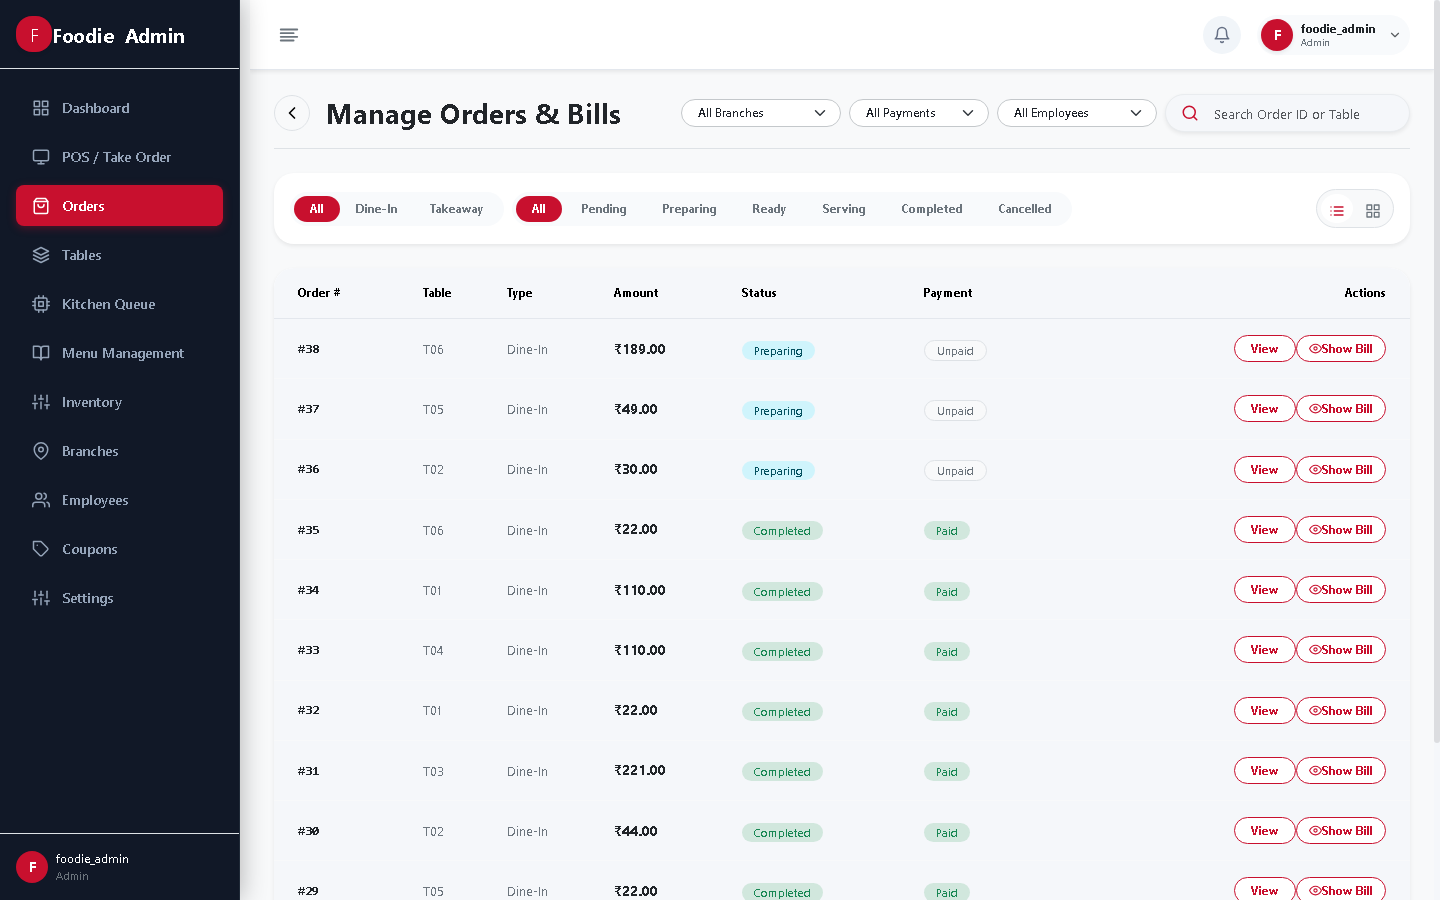 F Foodie Admin
Dashboard
POS / Take Order
Orders
Tables
Kitchen Queue
Menu Management
Inventory
Branches
Employees
Coupons
Settings
F foodie_admin
Admin
F foodie_admin
Admin
Manage Orders & Bills
All Branches All Payments All Employees Search Order ID or Table
All Dine-In Takeaway All Pending Preparing Ready Serving Completed Cancelled
Order # Table Type Amount Status Payment Actions
#38 T06 Dine-In ₹189.00 Preparing Unpaid View Show Bill
#37 T05 Dine-In ₹49.00 Preparing Unpaid View Show Bill
#36 T02 Dine-In ₹30.00 Preparing Unpaid View Show Bill
#35 T06 Dine-In ₹22.00 Completed Paid View Show Bill
#34 T01 Dine-In ₹110.00 Completed Paid View Show Bill
#33 T04 Dine-In ₹110.00 Completed Paid View Show Bill
#32 T01 Dine-In ₹22.00 Completed Paid View Show Bill
#31 T03 Dine-In ₹221.00 Completed Paid View Show Bill
#30 T02 Dine-In ₹44.00 Completed Paid View Show Bill
#29 T05 Dine-In ₹22.00 Completed Paid View Show Bill